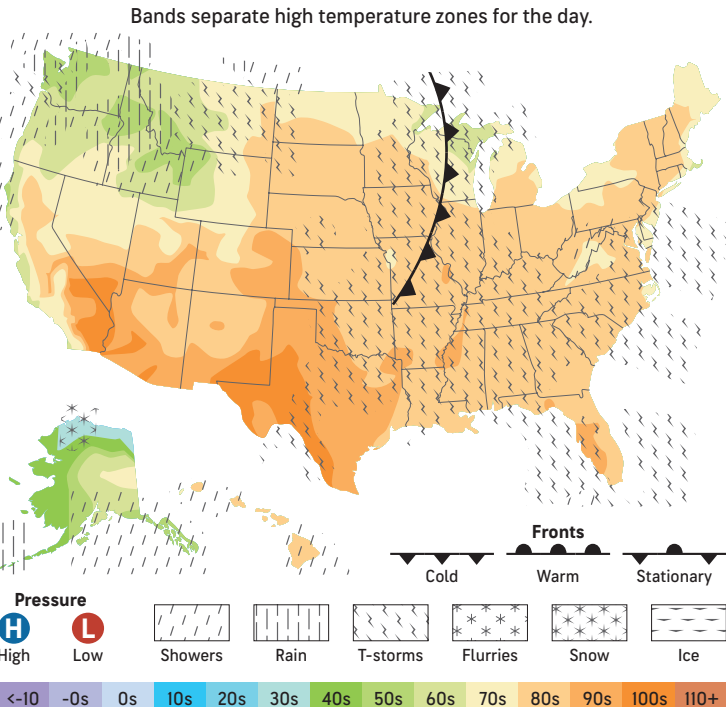 Bands separate high temperature zones for the day.
Fronts
Cold Warm Stationary
Pressure
H L
High Low Showers Rain T-storms Flurries Snow Ice
<-10 -0s 0s 10s 20s 30s 40s 50s 60s 70s 80s 90s 100s 110+